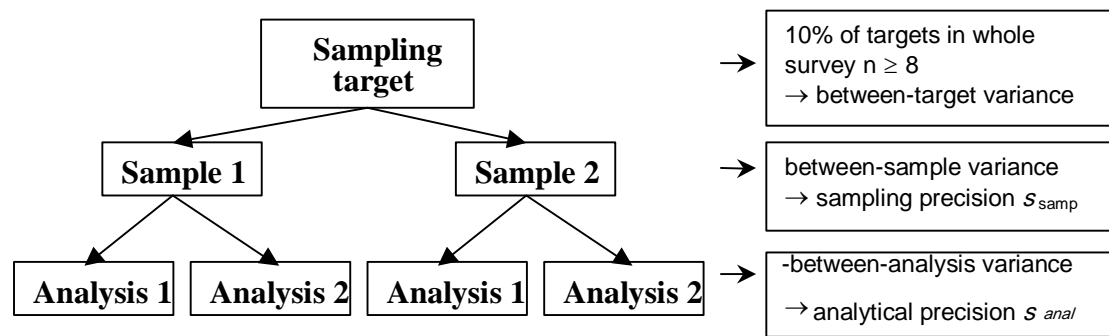 Sampling
target
10% of targets in whole
survey n ≥ 8
→ between-target variance
Sample 1
Sample 2
between-sample variance
→ sampling precision s samp
Analysis 1
Analysis 2
Analysis 1
Analysis 2
-between-analysis variance
→ analytical precision s anal